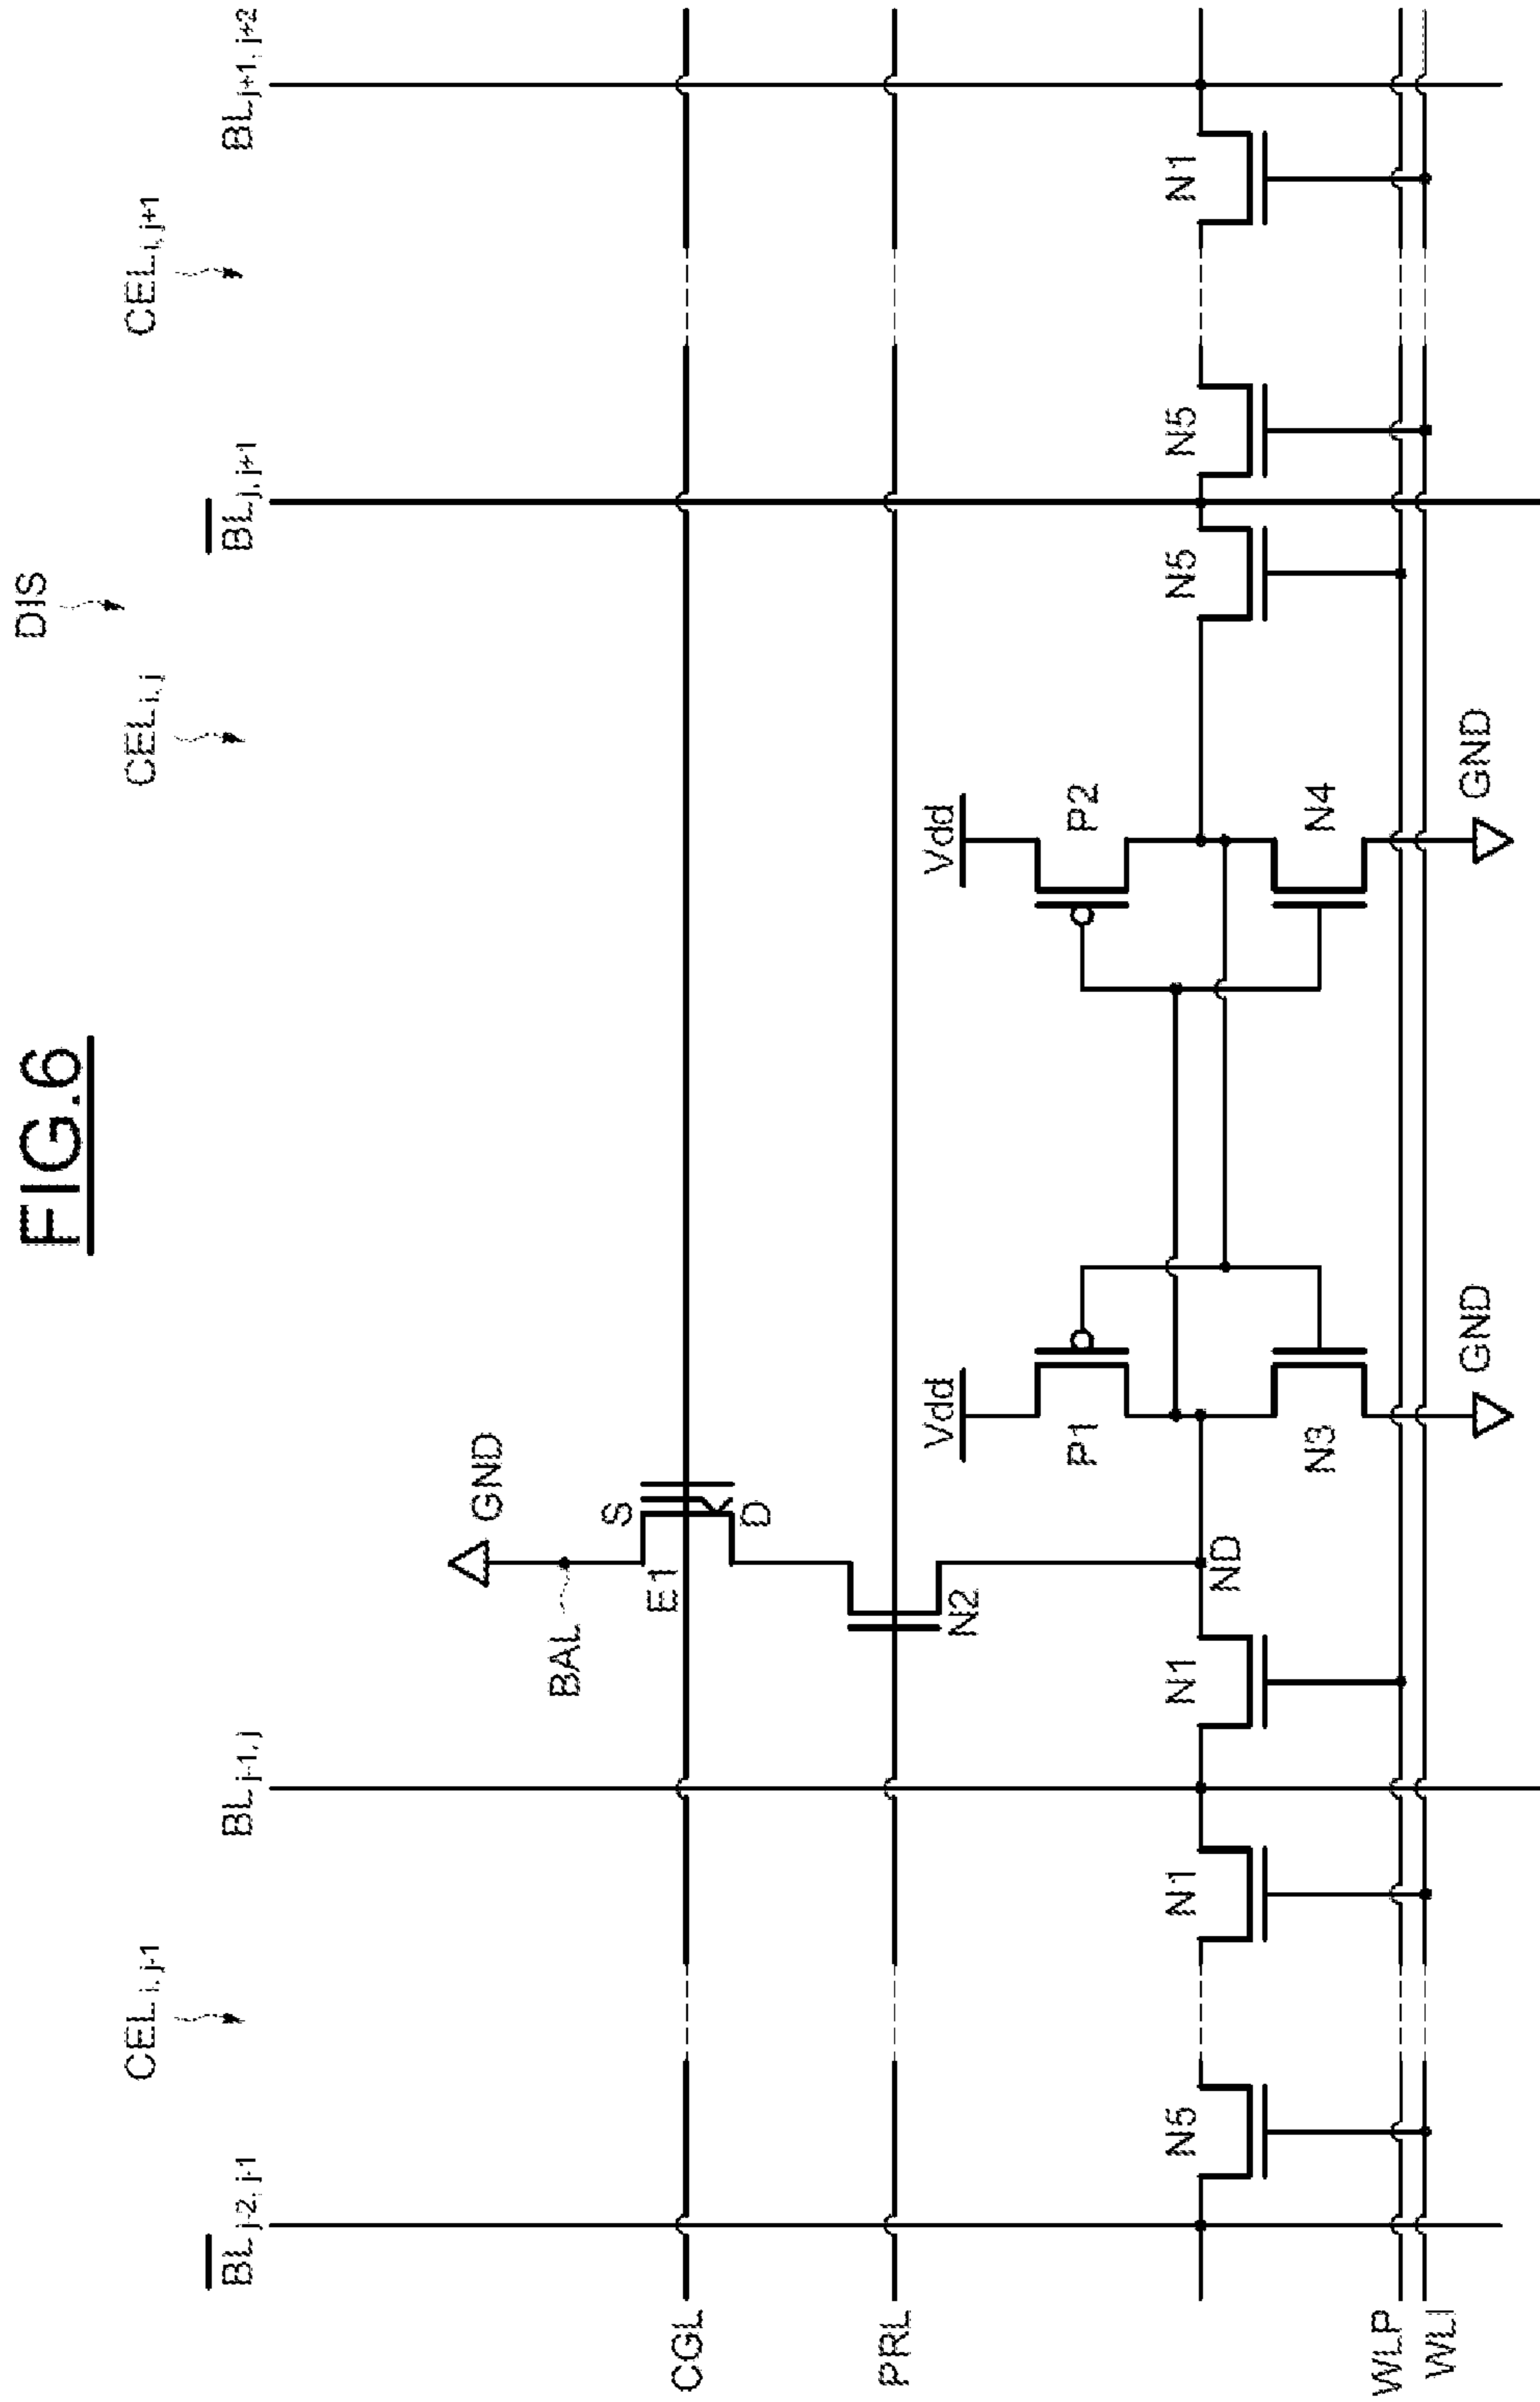 FIG.6
DIS
CEL i, j-1
CEL i, j
CEL i, j+1
BL j-2, j-1
BL j-1, j
BL j, j+1
BL j+1, j+2
GND
BAL
S
E1
D
CGL
PRL
N2
Vdd
Vdd
P1
P2
N5
N1
N1
ND
N5
N5
N1
N3
N4
WLP
WLI
GND
GND